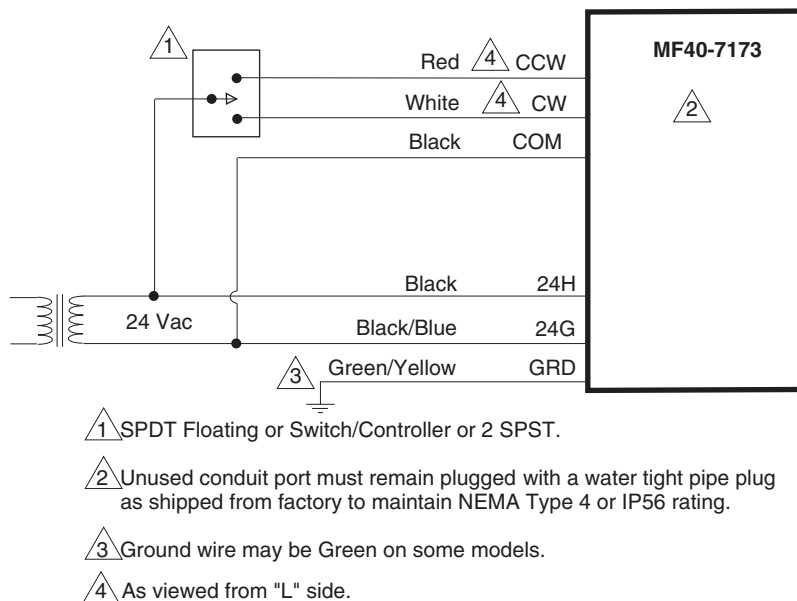 1
Red 4 CCW
MF40-7173
White 4 CW
2
Black COM
Black 24H
24 Vac
Black/Blue 24G
3 Green/Yellow GRD
1 SPDT Floating or Switch/Controller or 2 SPST.
2 Unused conduit port must remain plugged with a water tight pipe plug
as shipped from factory to maintain NEMA Type 4 or IP56 rating.
3 Ground wire may be Green on some models.
4 As viewed from "L" side.